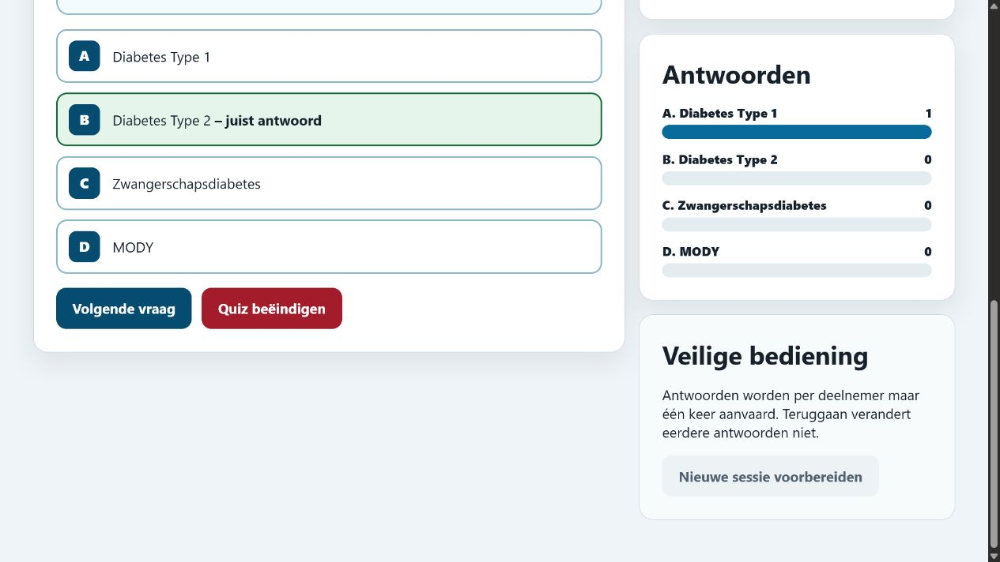 A Diabetes Type 1
B Diabetes Type 2 – juist antwoord
C Zwangerschapsdiabetes
D MODY
Volgende vraag Quiz beëindigen
Antwoorden
A. Diabetes Type 1 1
B. Diabetes Type 2 0
C. Zwangerschapsdiabetes 0
D. MODY 0
Veilige bediening
Antwoorden worden per deelnemer maar
één keer aanvaard. Teruggaan verandert
eerdere antwoorden niet.
Nieuwe sessie voorbereiden